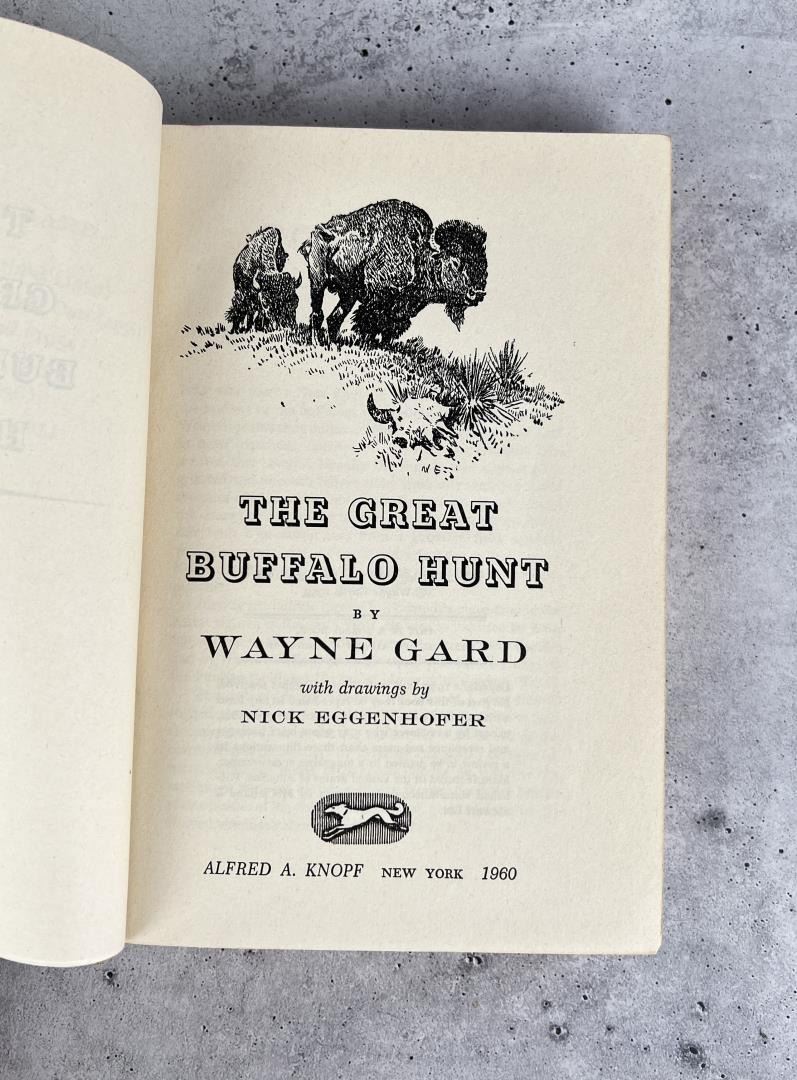 THE GREAT
BUFFALO HUNT
BY
WAYNE GARD
with drawings by
NICK EGGENHOFER
ALFRED A. KNOPF NEW YORK 1960